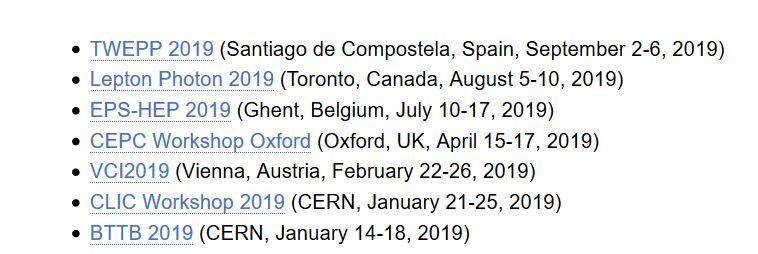 TWEPP 2019 (Santiago de Compostela, Spain, September 2-6, 2019)
Lepton Photon 2019 (Toronto, Canada, August 5-10, 2019)
EPS-HEP 2019 (Ghent, Belgium, July 10-17, 2019)
CEPC Workshop Oxford (Oxford, UK, April 15-17, 2019)
VCI2019 (Vienna, Austria, February 22-26, 2019)
CLIC Workshop 2019 (CERN, January 21-25, 2019)
BTTB 2019 (CERN, January 14-18, 2019)